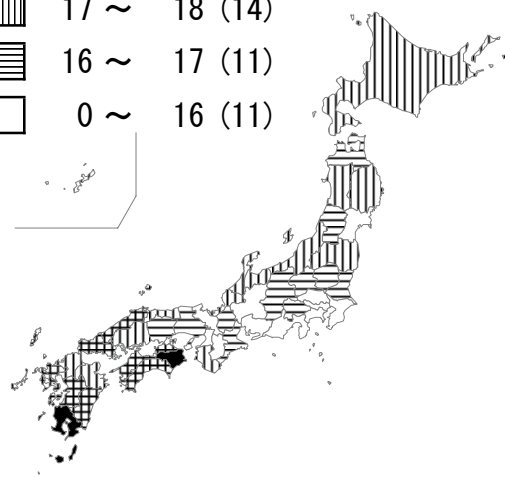 17 ～ 18 (14)
16 ～ 17 (11)
0 ～ 16 (11)